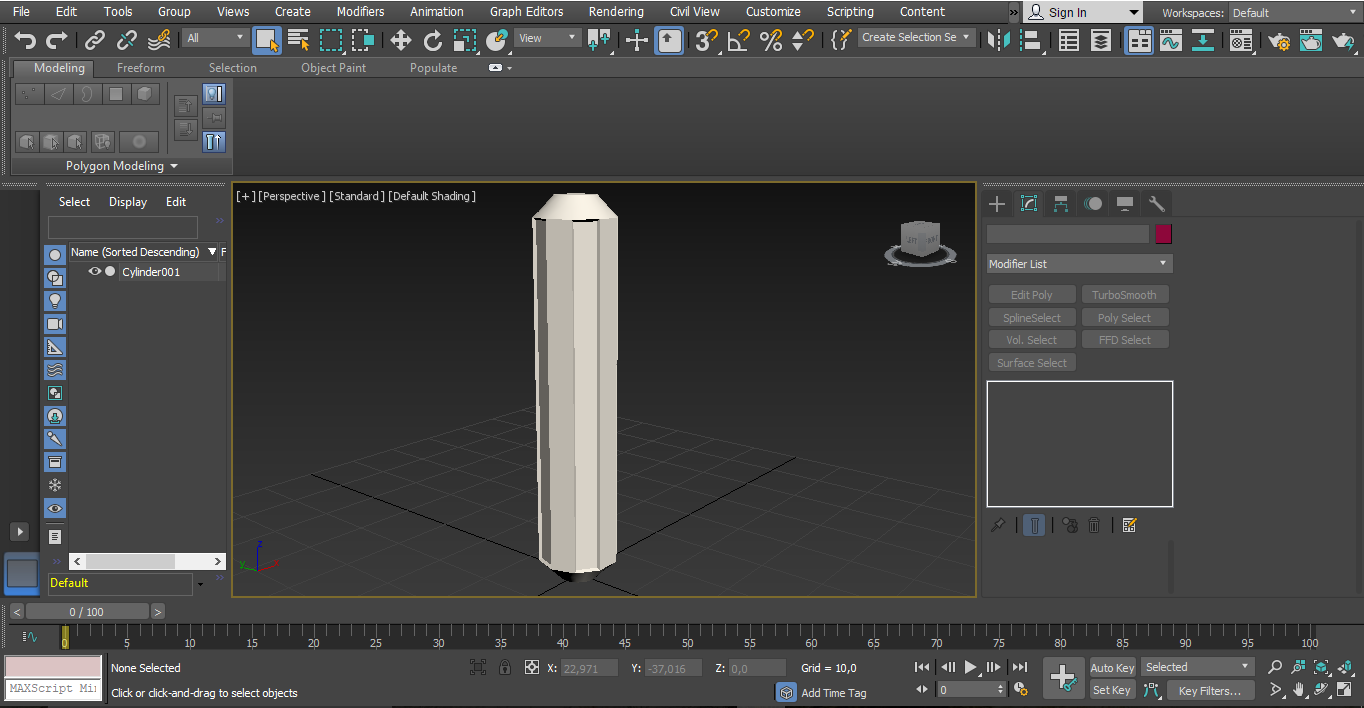 File Edit Tools Group Views Create Modifiers Animation Graph Editors Rendering Civil View Customize Scripting Content » Sign In Workspaces: Default
All View 3 Create Selection Se
Modeling Freeform Selection Object Paint Populate
Polygon Modeling
Select Display Edit
Name (Sorted Descending) F
Cylinder001
Default
[+] [Perspective] [Standard] [Default Shading]
z
y
Modifier List
Edit Poly TurboSmooth
SplineSelect Poly Select
Vol. Select FFD Select
Surface Select
< 0 / 100 >
0 5 10 15 20 25 30 35 40 45 50 55 60 65 70 75 80 85 90 95 100
None Selected X: 22,971 Y: -37,016 Z: 0,0 Grid = 10,0 Auto Key Selected
MAXScript Mi Click or click-and-drag to select objects Add Time Tag 0 Set Key Key Filters...